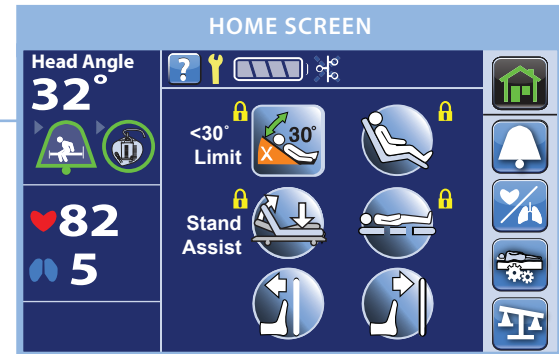 HOME SCREEN
Head Angle
32°
?
<30°
Limit
30°
X
Stand
Assist
82
5
%